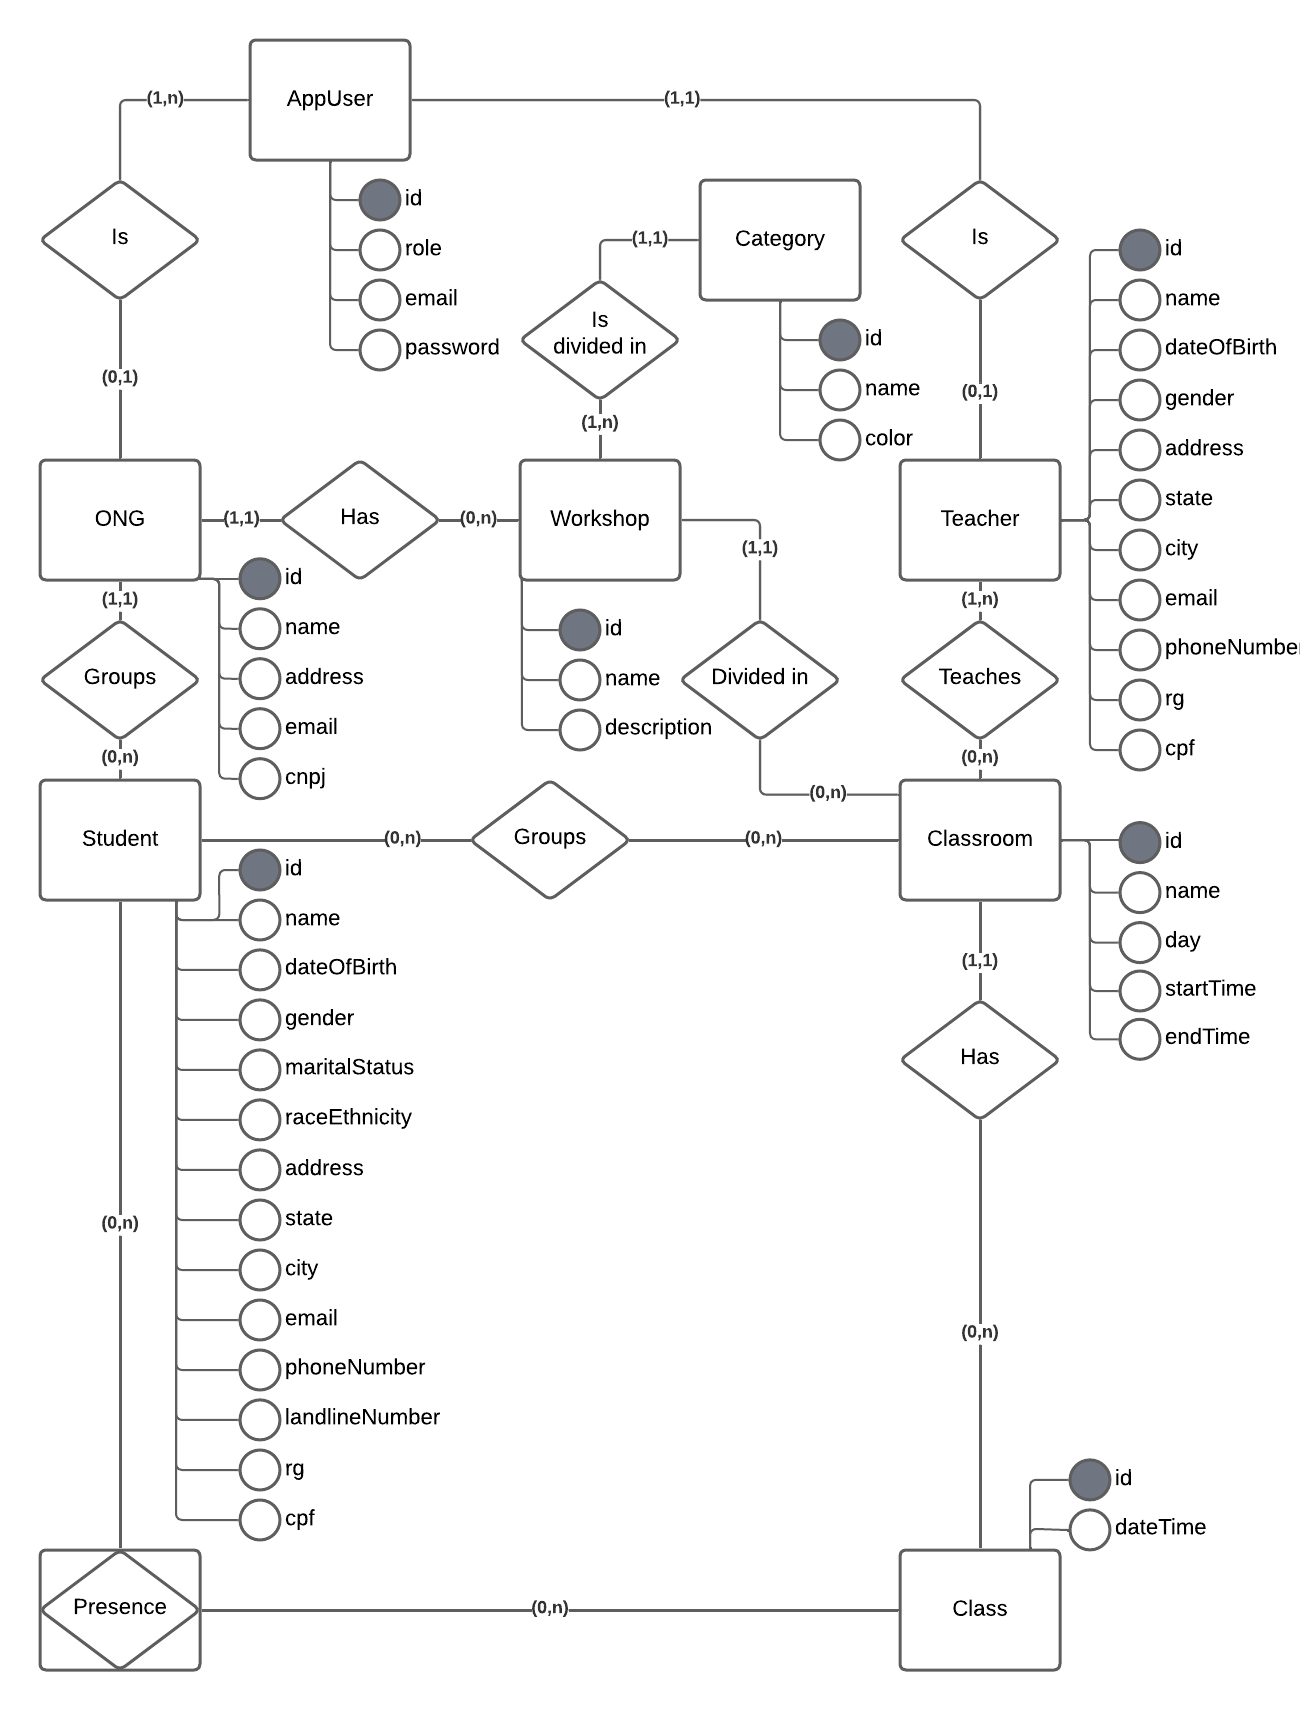 AppUser
(1,n)
(1,1)
id
role
email
password
Is
(0,1)
Category
(1,1)
Is
divided in
(1,n)
id
name
color
Is
(0,1)
id
name
dateOfBirth
gender
address
state
city
email
phoneNumber
rg
cpf
ONG
(1,1)
Has
(0,n)
Workshop
(1,1)
Teacher
id
name
address
email
cnpj
(1,1)
Groups
(0,n)
id
name
description
Divided in
(0,n)
(1,n)
Teaches
(0,n)
Student
(0,n)
Groups
(0,n)
Classroom
id
name
day
startTime
endTime
id
name
dateOfBirth
gender
maritalStatus
raceEthnicity
address
state
city
email
phoneNumber
landlineNumber
rg
cpf
(1,1)
Has
(0,n)
(0,n)
id
dateTime
Presence
(0,n)
Class